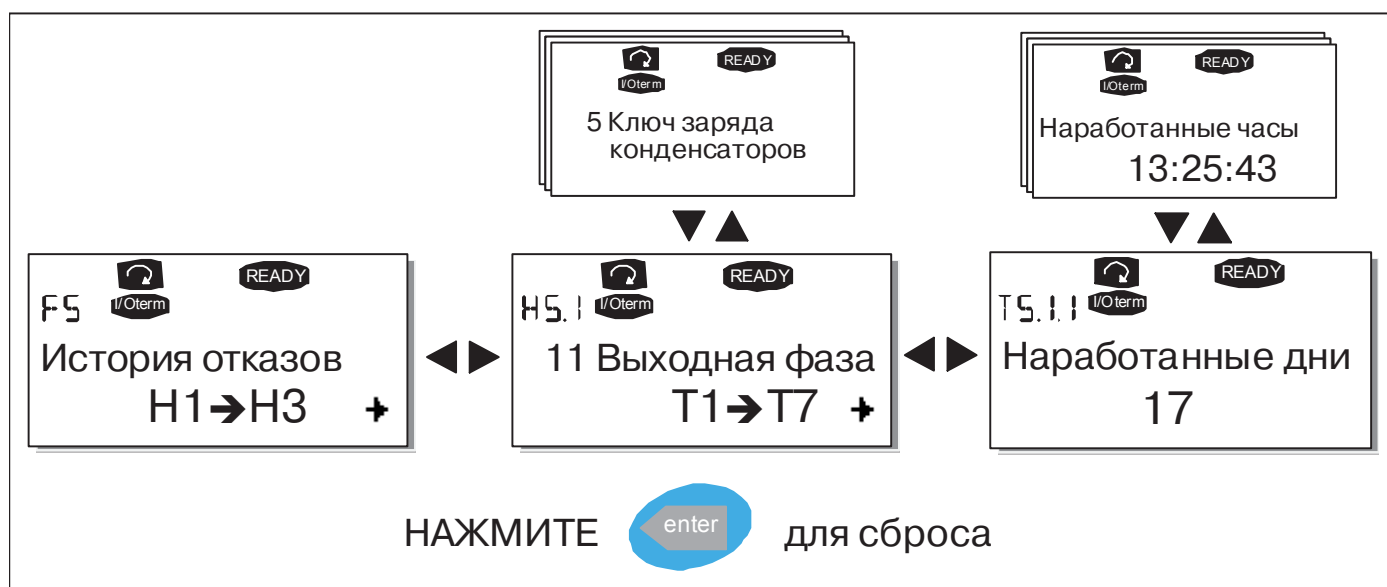 READY
I/Oterm
5 Ключ заряда
конденсаторов
READY
I/Oterm
Наработанные часы
13:25:43
READY
F5 I/Oterm
История отказов
H1➔H3
READY
H5.1 I/Oterm
11 Выходная фаза
T1➔T7
READY
T5.1.1 I/Oterm
Наработанные дни
17
НАЖМИТЕ enter для сброса